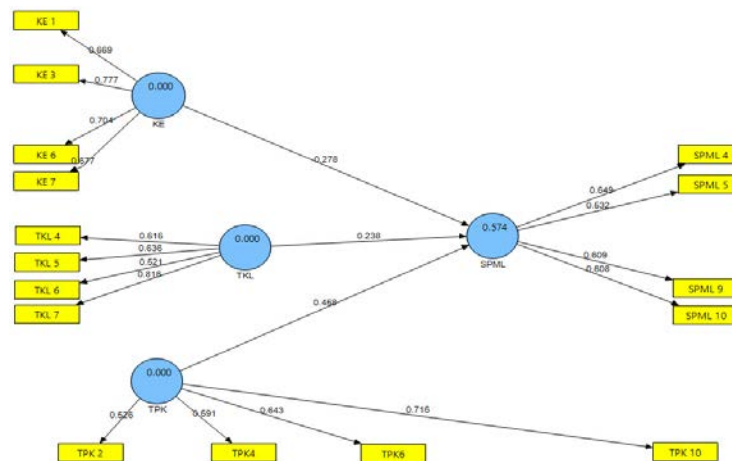 KE 1
0.669
KE 3
0.777
0.000
KE
0.704
KE 6
0.677
KE 7
-0.278
SPML 4
0.649
SPML 5
0.532
0.574
SPML
TKL 4
0.616
0.000
TKL 5
0.636
0.238
TKL 6
0.521
TKL
TKL 7
0.816
0.609
SPML 9
0.608
SPML 10
0.468
0.000
TPK
0.526
0.591
0.643
0.716
TPK 2
TPK4
TPK6
TPK 10